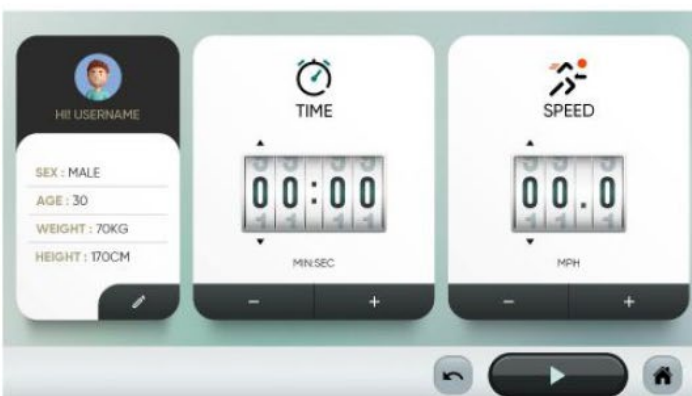 HI! USERNAME
SEX : MALE
AGE : 30
WEIGHT : 70KG
HEIGHT : 170CM
TIME
00:00
MIN:SEC
− +
SPEED
00.0
MPH
− +